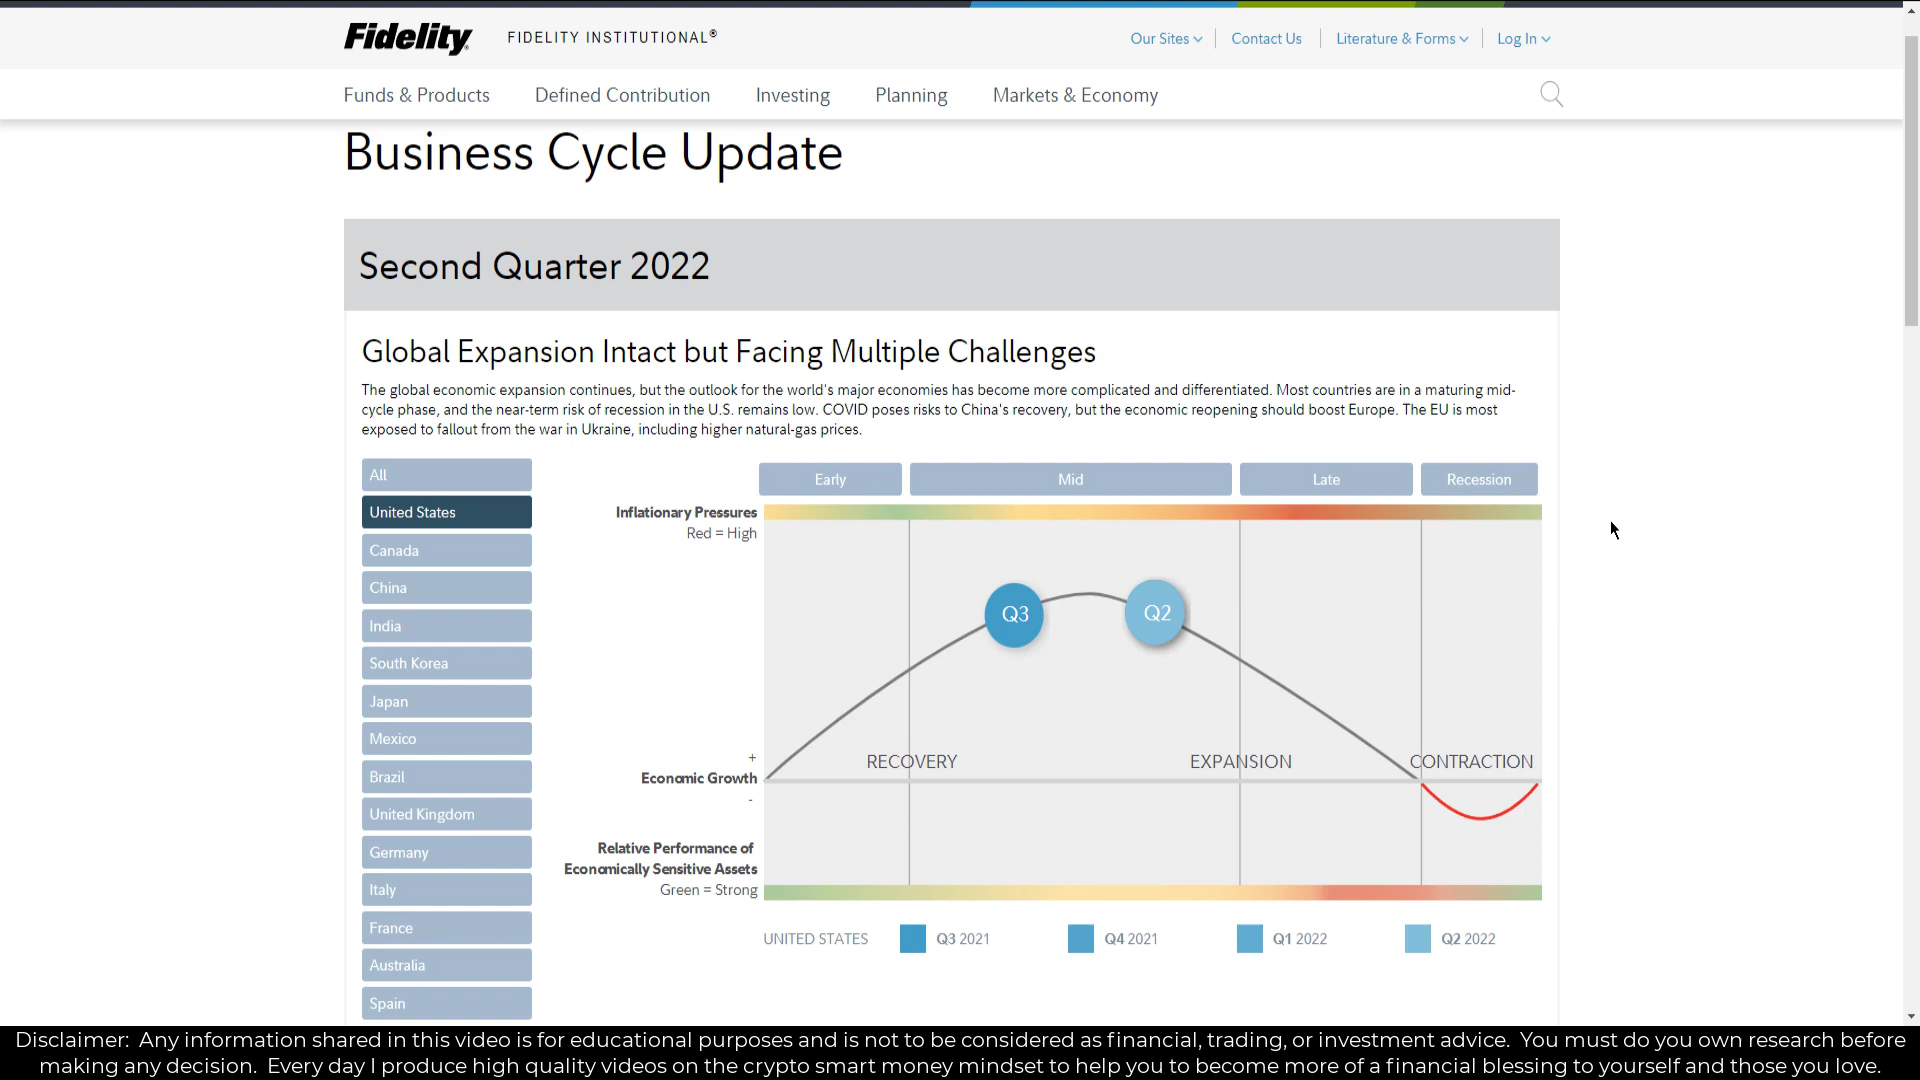 Fidelity
FIDELITY INSTITUTIONAL®
Our Sites
Contact Us
Literature & Forms
Log In
Funds & Products
Defined Contribution
Investing
Planning
Markets & Economy
Business Cycle Update
Second Quarter 2022
Global Expansion Intact but Facing Multiple Challenges
The global economic expansion continues, but the outlook for the world's major economies has become more complicated and differentiated. Most countries are in a maturing mid-
cycle phase, and the near-term risk of recession in the U.S. remains low. COVID poses risks to China's recovery, but the economic reopening should boost Europe. The EU is most
exposed to fallout from the war in Ukraine, including higher natural-gas prices.
All
United States
Canada
China
India
South Korea
Japan
Mexico
Brazil
United Kingdom
Germany
Italy
France
Australia
Spain
Early
Mid
Late
Recession
Inflationary Pressures
Red = High
Q3
Q2
RECOVERY
EXPANSION
CONTRACTION
+
Economic Growth
-
Relative Performance of
Economically Sensitive Assets
Green = Strong
UNITED STATES
Q3 2021
Q4 2021
Q1 2022
Q2 2022
Disclaimer: Any information shared in this video is for educational purposes and is not to be considered as financial, trading, or investment advice. You must do you own research before
making any decision. Every day I produce high quality videos on the crypto smart money mindset to help you to become more of a financial blessing to yourself and those you love.